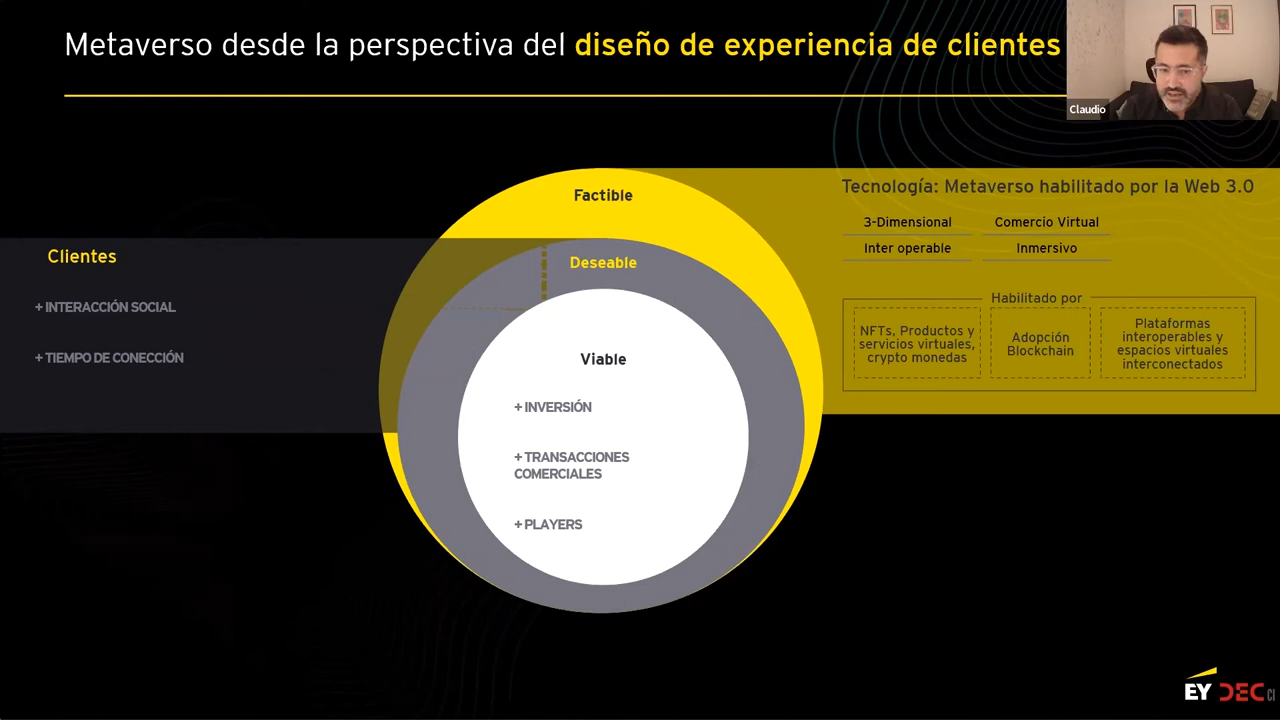 Metaverso desde la perspectiva del diseño de experiencia de clientes
Claudio
Factible
Tecnología: Metaverso habilitado por la Web 3.0
3-Dimensional
Comercio Virtual
Inter operable
Inmersivo
Clientes
+ INTERACCIÓN SOCIAL
+ TIEMPO DE CONECCIÓN
Deseable
Habilitado por
NFTs, Productos y
servicios virtuales,
crypto monedas
Adopción
Blockchain
Plataformas
interoperables y
espacios virtuales
interconectados
Viable
+ INVERSIÓN
+ TRANSACCIONES
COMERCIALES
+ PLAYERS
EY DEC